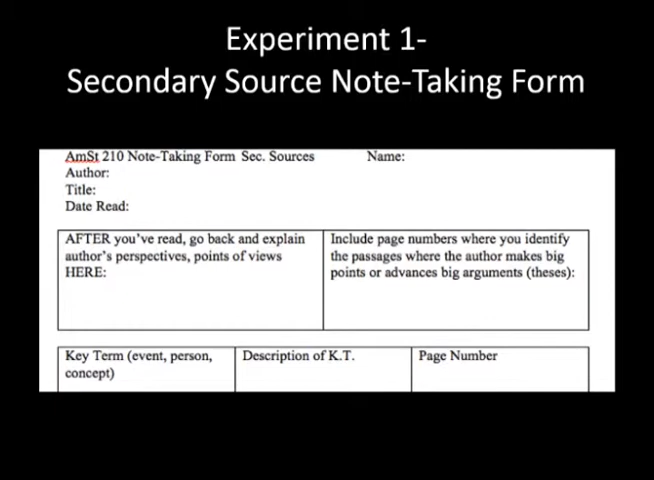 Experiment 1-
Secondary Source Note-Taking Form
AmSt 210 Note-Taking Form Sec. Sources Name:
Author:
Title:
Date Read:
AFTER you've read, go back and explain
author's perspectives, points of views
HERE:
Include page numbers where you identify
the passages where the author makes big
points or advances big arguments (theses):
Key Term (event, person,
concept)
Description of K.T.
Page Number